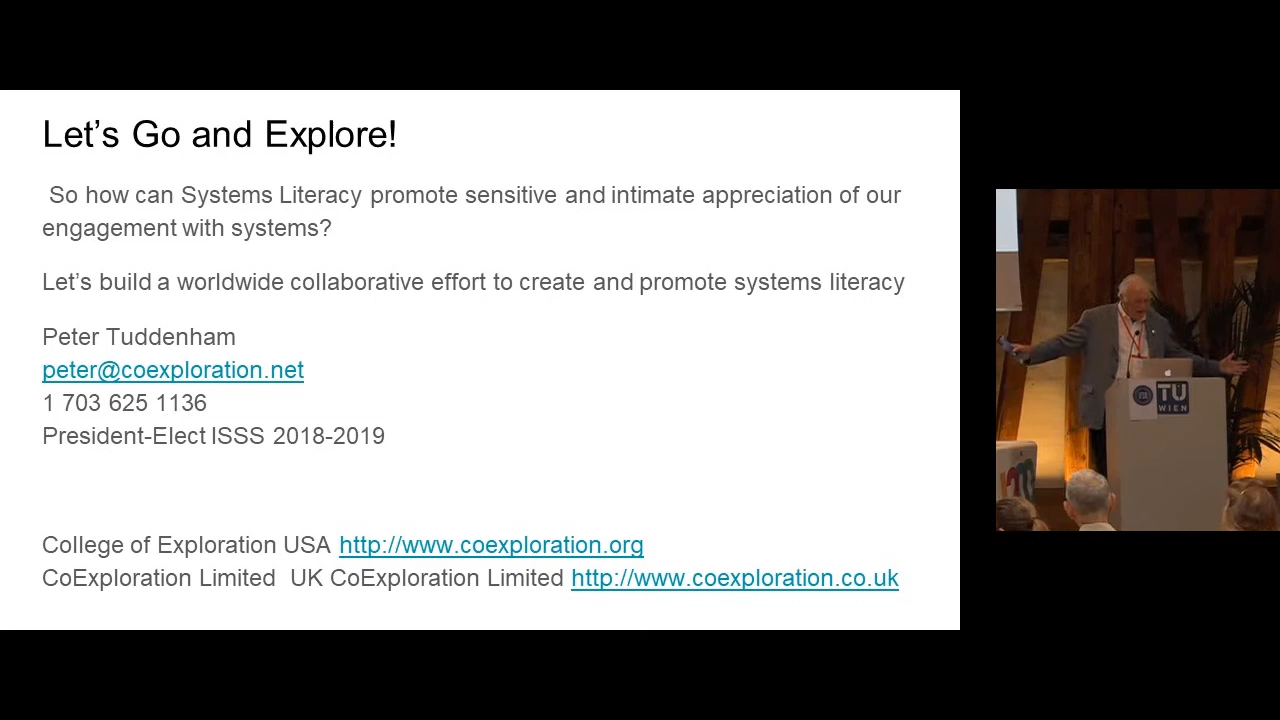 Let's Go and Explore!
So how can Systems Literacy promote sensitive and intimate appreciation of our
engagement with systems?
Let's build a worldwide collaborative effort to create and promote systems literacy
Peter Tuddenham
peter@coexploration.net
1 703 625 1136
President-Elect ISSS 2018-2019
College of Exploration USA http://www.coexploration.org
CoExploration Limited  UK CoExploration Limited http://www.coexploration.co.uk
TU
WIEN